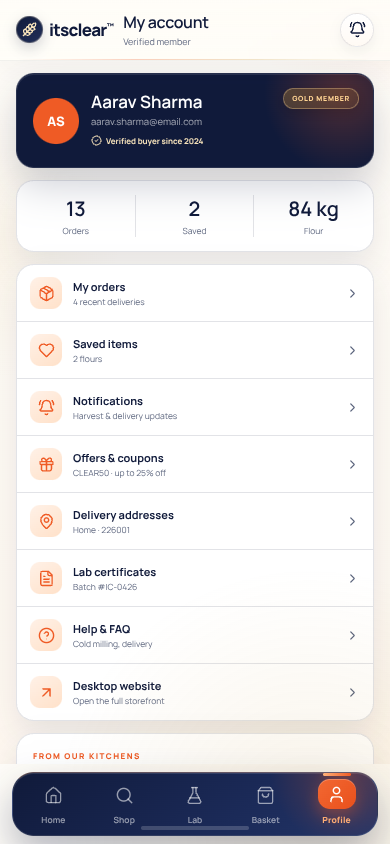 itsclear™
My account
Verified member
AS
Aarav Sharma
aarav.sharma@email.com
Verified buyer since 2024
GOLD MEMBER
13
Orders
2
Saved
84 kg
Flour
My orders
4 recent deliveries
Saved items
2 flours
Notifications
Harvest & delivery updates
Offers & coupons
CLEAR50 · up to 25% off
Delivery addresses
Home · 226001
Lab certificates
Batch #IC-0426
Help & FAQ
Cold milling, delivery
Desktop website
Open the full storefront
FROM OUR KITCHENS
Home
Shop
Lab
Basket
Profile